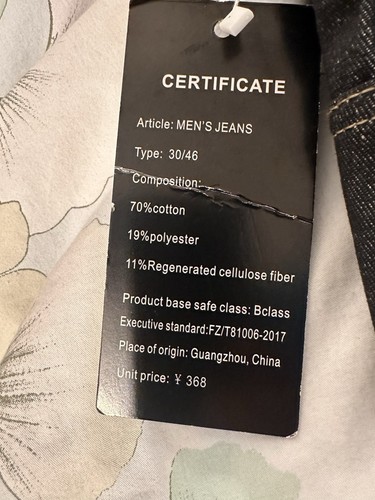 CERTIFICATE
Article: MEN'S JEANS
Type: 30/46
Composition:
70%cotton
19%polyester
11%Regenerated cellulose fiber
Product base safe class: Bclass
Executive standard:FZ/T81006-2017
Place of origin: Guangzhou, China
Unit price: ¥ 368